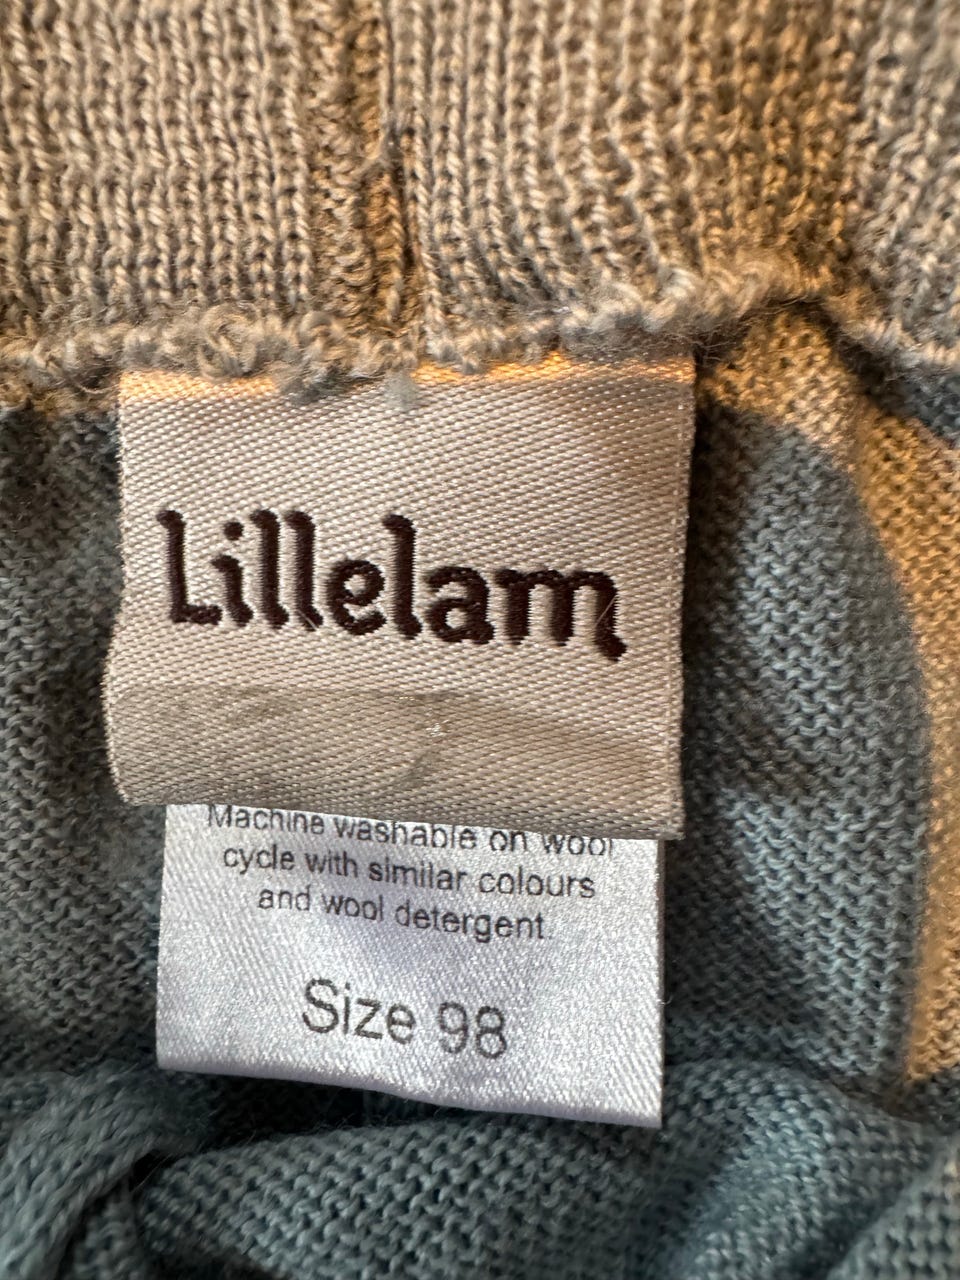 Lillelam
Machine washable on wool
cycle with similar colours
and wool detergent.
Size 98